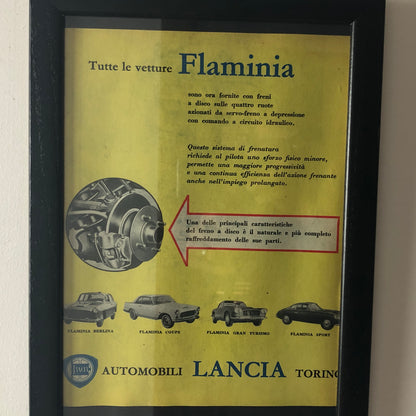 Tutte le vetture Flaminia
sono ora fornite con freni
a disco sulle quattro ruote
azionati da servo-freno a depressione
con comando a circuito idraulico.
Questo sistema di frenatura
richiede al pilota uno sforzo fisico minore,
permette una maggiore progressività
e una continua efficienza dell'azione frenante
anche nell'impiego prolungato.
Una delle principali caratteristiche
del freno a disco è il naturale e più completo
raffreddamento delle sue parti.
FLAMINIA BERLINA FLAMINIA COUPÉ FLAMINIA GRAN TURISMO FLAMINIA SPORT
LANCIA AUTOMOBILI LANCIA TORINO